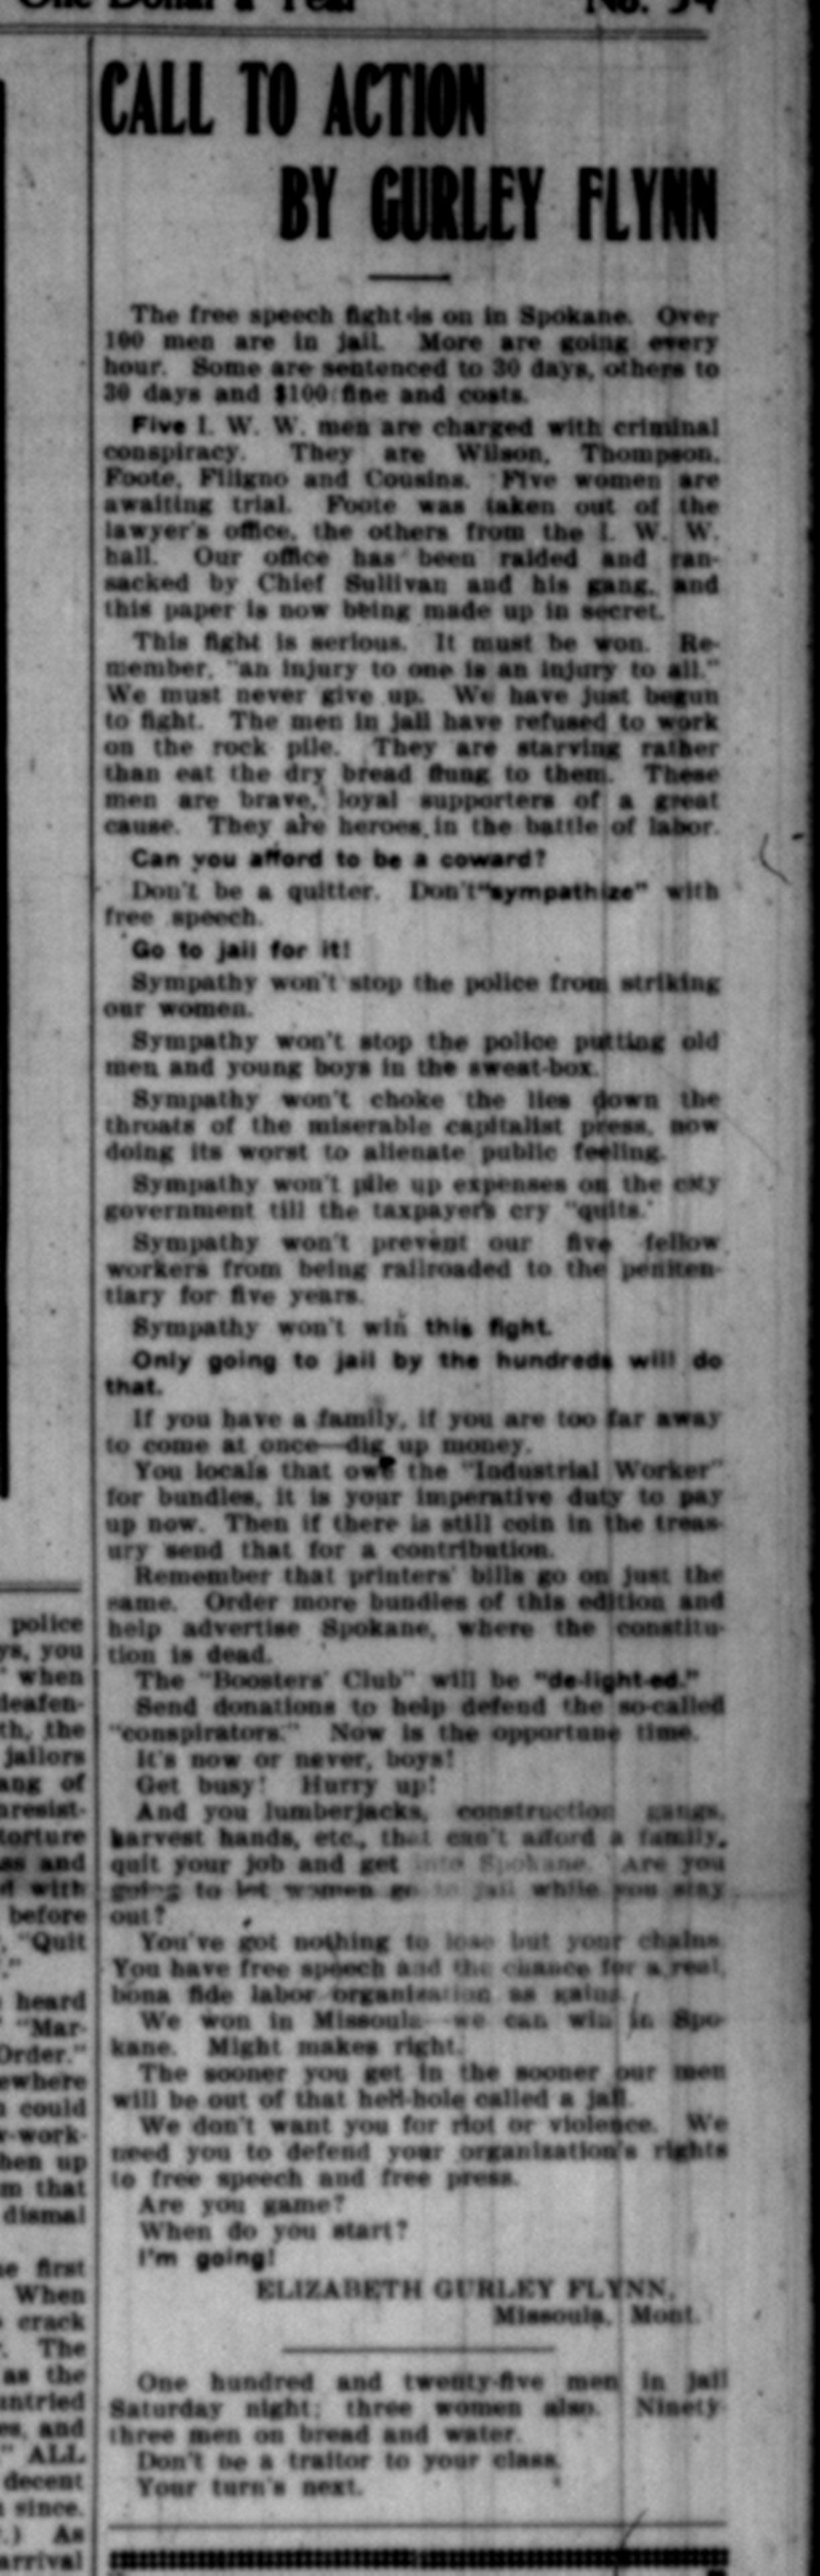 One Dollar a Year No. 34
CALL TO ACTION
BY GURLEY FLYNN
The free speech fight is on in Spokane. Over
100 men are in jail. More are going every
hour. Some are sentenced to 30 days, others to
30 days and $100 fine and costs.
Five I. W. W. men are charged with criminal
conspiracy. They are Wilson, Thompson,
Foote, Filigno and Cousins. Five women are
awaiting trial. Foote was taken out of the
lawyer's office, the others from the I. W. W.
hall. Our office has been raided and ran-
sacked by Chief Sullivan and his gang, and
this paper is now being made up in secret.
This fight is serious. It must be won. Re-
member, "an injury to one is an injury to all."
We must never give up. We have just begun
to fight. The men in jail have refused to work
on the rock pile. They are starving rather
than eat the dry bread flung to them. These
men are brave, loyal supporters of a great
cause. They are heroes in the battle of labor.
Can you afford to be a coward?
Don't be a quitter. Don't "sympathize" with
free speech.
Go to jail for it!
Sympathy won't stop the police from striking
our women.
Sympathy won't stop the police putting old
men and young boys in the sweat-box.
Sympathy won't choke the lies down the
throats of the miserable capitalist press, now
doing its worst to alienate public feeling.
Sympathy won't pile up expenses on the city
government till the taxpayers cry "quits."
Sympathy won't prevent our five fellow
workers from being railroaded to the peniten-
tiary for five years.
Sympathy won't win this fight.
Only going to jail by the hundreds will do
that.
If you have a family, if you are too far away
to come at once—dig up money.
You locals that owe the "Industrial Worker"
for bundles, it is your imperative duty to pay
up now. Then if there is still coin in the treas-
ury send that for a contribution.
Remember that printers' bills go on just the
same. Order more bundles of this edition and
help advertise Spokane, where the constitu-
tion is dead.
The "Boosters' Club" will be "de-light-ed."
Send donations to help defend the so-called
"conspirators." Now is the opportune time.
It's now or never, boys!
Get busy! Hurry up!
And you lumberjacks, construction gangs,
harvest hands, etc., that can't afford a family,
quit your job and get into Spokane. Are you
going to let women go to jail while you stay
out?
You've got nothing to lose but your chains.
You have free speech and the chance for a real,
bona fide labor organization as gains.
We won in Missoula—we can win in Spo-
kane. Might makes right.
The sooner you get in the sooner our men
will be out of that hell-hole called a jail.
We don't want you for riot or violence. We
need you to defend your organization's rights
to free speech and free press.
Are you game?
When do you start?
I'm going!
ELIZABETH GURLEY FLYNN,
Missoula, Mont.
One hundred and twenty-five men in jail
Saturday night; three women also. Ninety-
three men on bread and water.
Don't be a traitor to your class.
Your turn's next.
police
ys, you
when
deafen-
th, the
jailors
ang of
resist-
torture
and
with
before
"Quit
heard
"Mar-
Order."
ewhere
could
work-
hen up
m that
dismal
first
When
crack
The
as the
untried
and
ALL
decent
since.
As
arrival